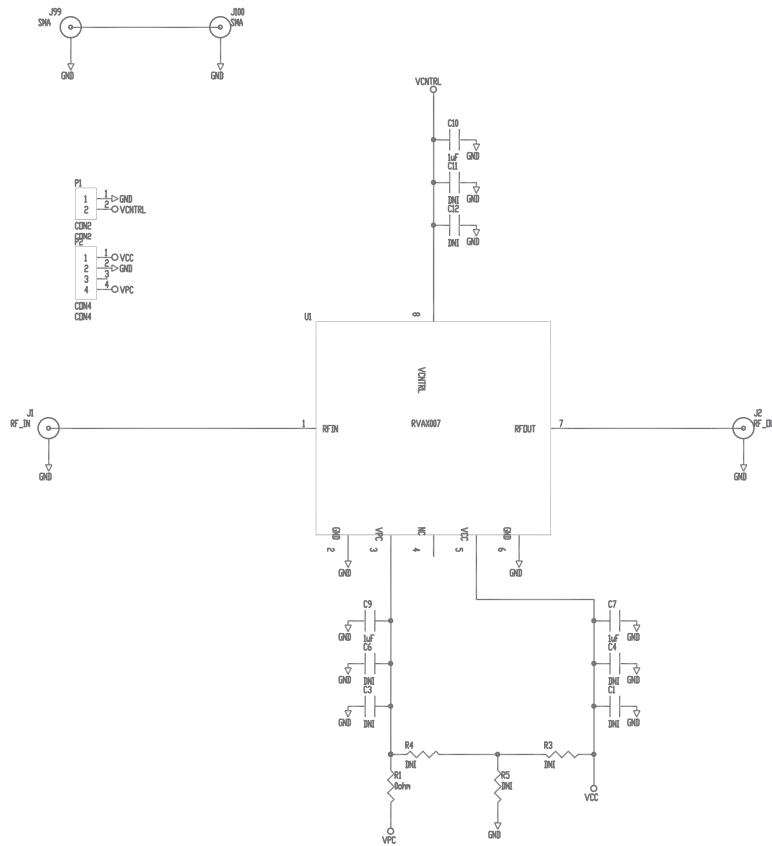 J99
SMA
J100
SMA
GND
GND
VCNTRL
C10
1uF
GND
C11
DNI
GND
C12
DNI
GND
P1
1
1
GND
2
2
VCNTRL
CON2
CON2
P2
1
1
VCC
2
2
GND
3
3
4
4
VPC
CON4
CON4
U1
8
VCNTRL
RVAX007
J1
RF_IN
1
RFIN
RFOUT
7
J2
RF_OU
GND
GND
GND
VPC
NC
VCC
GND
2
3
4
5
6
GND
GND
C9
1uF
GND
C6
DNI
GND
C3
DNI
GND
C7
1uF
GND
C4
DNI
GND
C1
DNI
GND
R4
DNI
R3
DNI
R1
0ohm
R5
DNI
VPC
GND
VCC